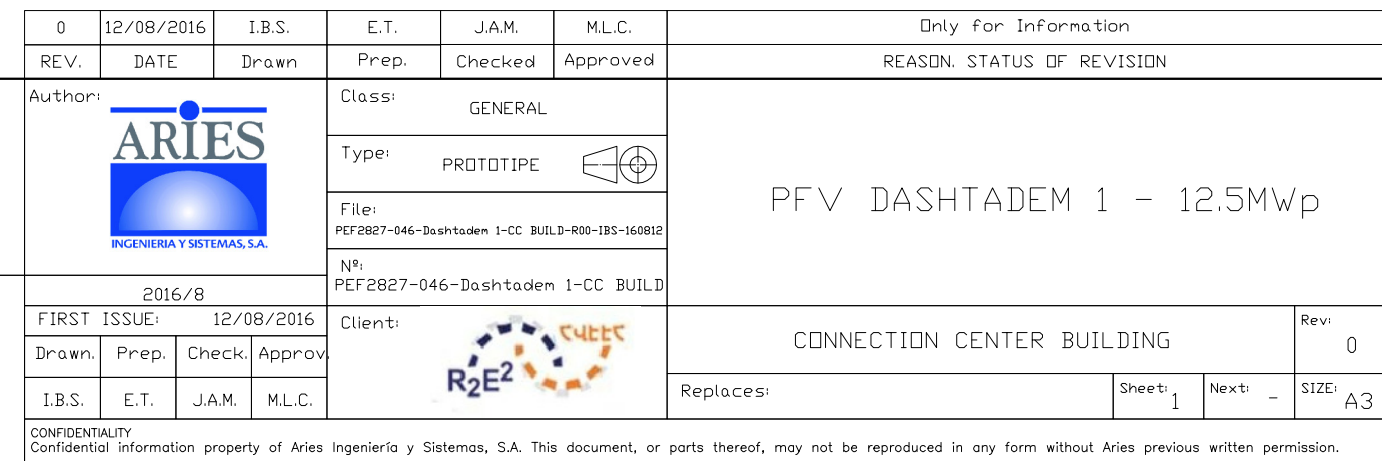 0 12/08/2016 I.B.S. E.T. J.A.M. M.L.C. Only for Information
REV. DATE Drawn Prep. Checked Approved REASON. STATUS OF REVISION
Author:
ARIES
INGENIERIA Y SISTEMAS, S.A.
2016/8
Class:
GENERAL
Type:
PROTOTIPE
File:
PEF2827-046-Dashtadem 1-CC BUILD-R00-IBS-160812
Nº:
PEF2827-046-Dashtadem 1-CC BUILD
PFV DASHTADEM 1 - 12.5MWp
FIRST ISSUE: 12/08/2016
Drawn. Prep. Check. Approv.
I.B.S. E.T. J.A.M. M.L.C.
Client:
R2E2
ՀՎԷԷՀ
CONNECTION CENTER BUILDING
Rev:
0
Replaces:
Sheet: 1
Next: -
SIZE: A3
CONFIDENTIALITY
Confidential information property of Aries Ingeniería y Sistemas, S.A. This document, or parts thereof, may not be reproduced in any form without Aries previous written permission.